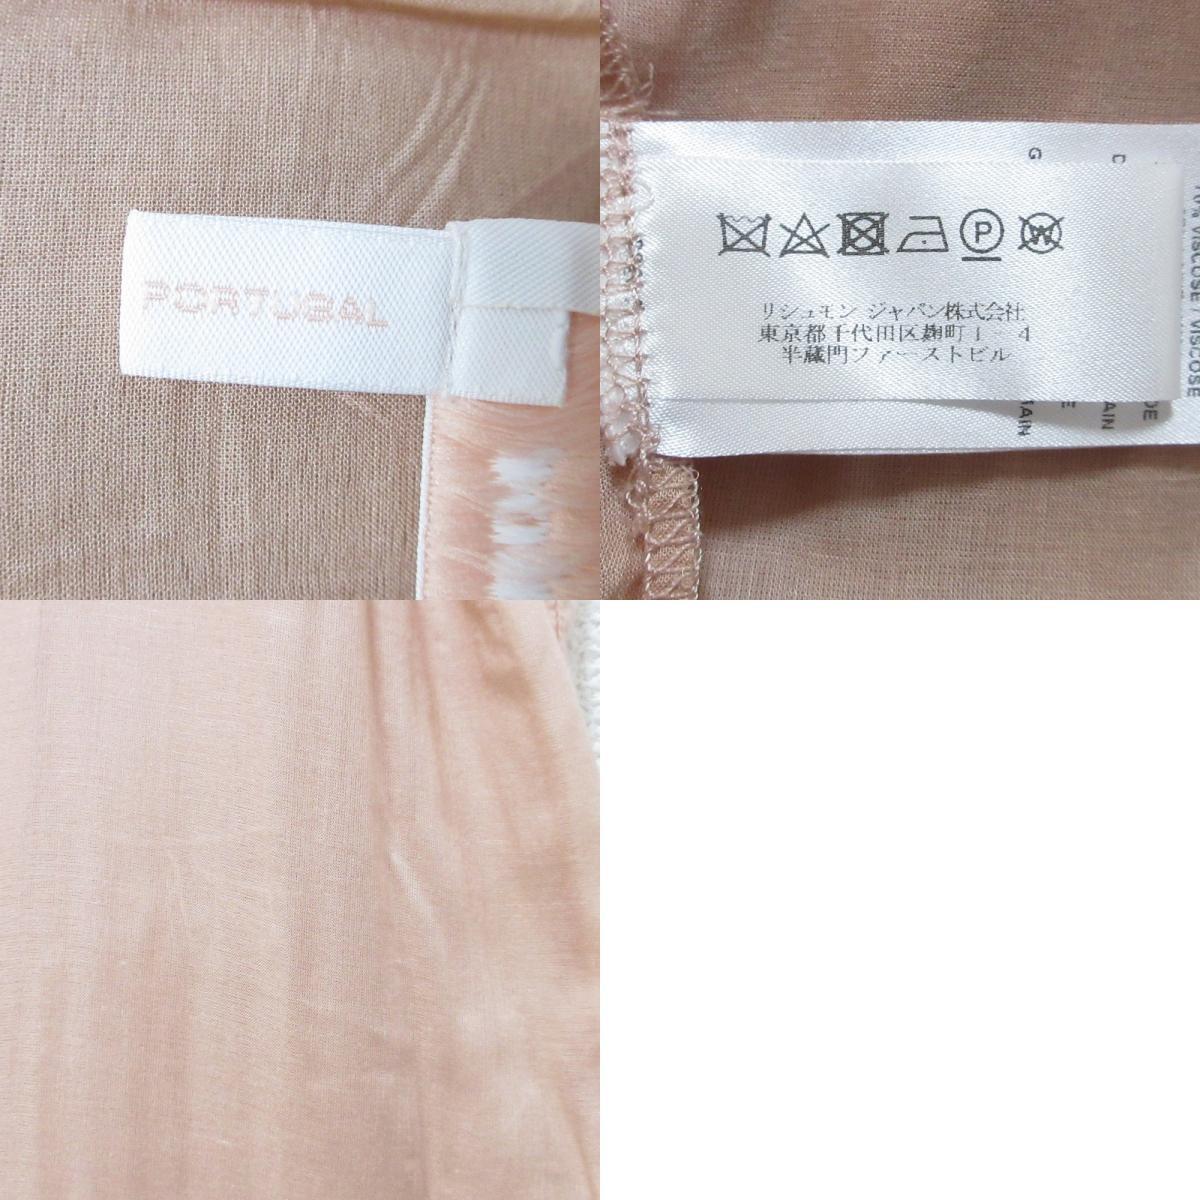 PORTUGAL
リシュモン ジャパン株式会社
東京都千代田区麹町1-4
半蔵門ファーストビル
VISCOSE VISCOSE